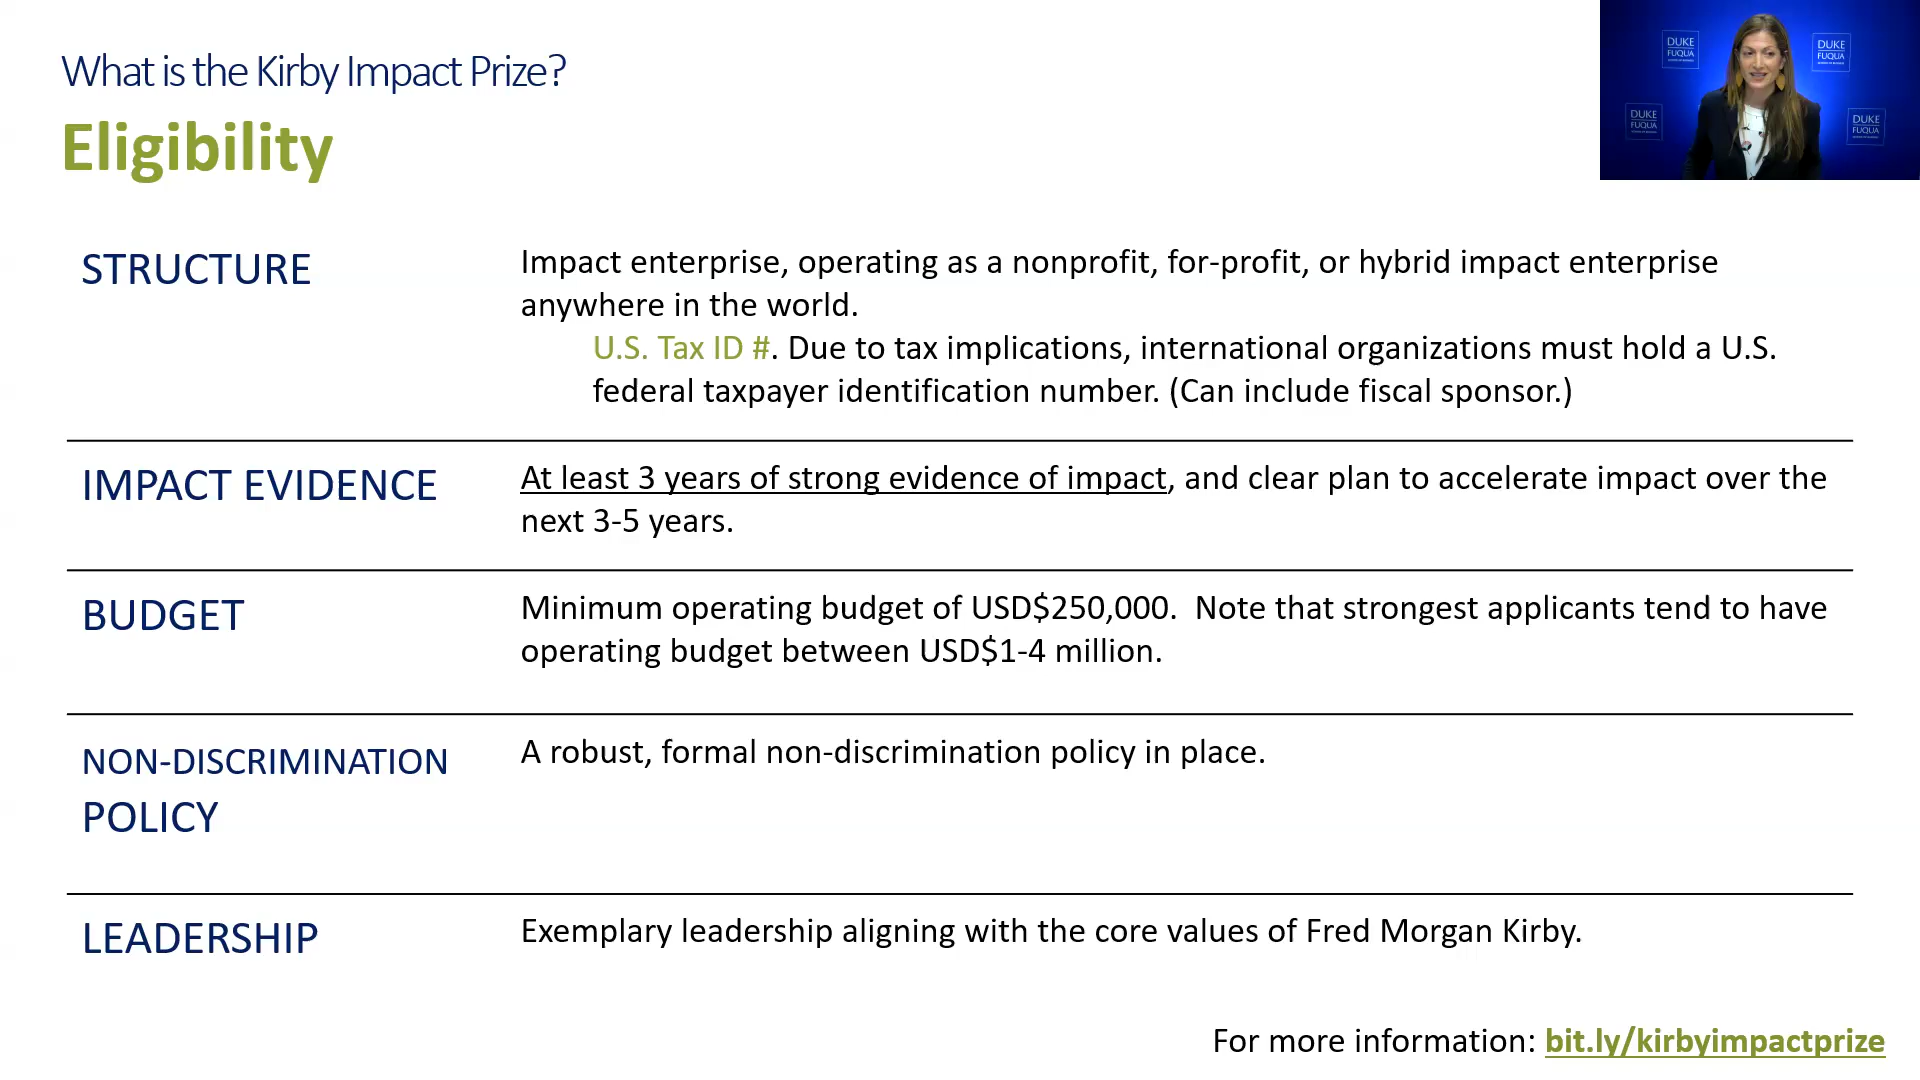 What is the Kirby Impact Prize?
Eligibility
DUKE
FUQUA
DUKE
FUQUA
DUKE
FUQUA
DUKE
FUQUA
STRUCTURE
Impact enterprise, operating as a nonprofit, for-profit, or hybrid impact enterprise
anywhere in the world.
U.S. Tax ID #. Due to tax implications, international organizations must hold a U.S.
federal taxpayer identification number. (Can include fiscal sponsor.)
IMPACT EVIDENCE
At least 3 years of strong evidence of impact, and clear plan to accelerate impact over the
next 3-5 years.
BUDGET
Minimum operating budget of USD$250,000.  Note that strongest applicants tend to have
operating budget between USD$1-4 million.
NON-DISCRIMINATION
POLICY
A robust, formal non-discrimination policy in place.
LEADERSHIP
Exemplary leadership aligning with the core values of Fred Morgan Kirby.
For more information: bit.ly/kirbyimpactprize